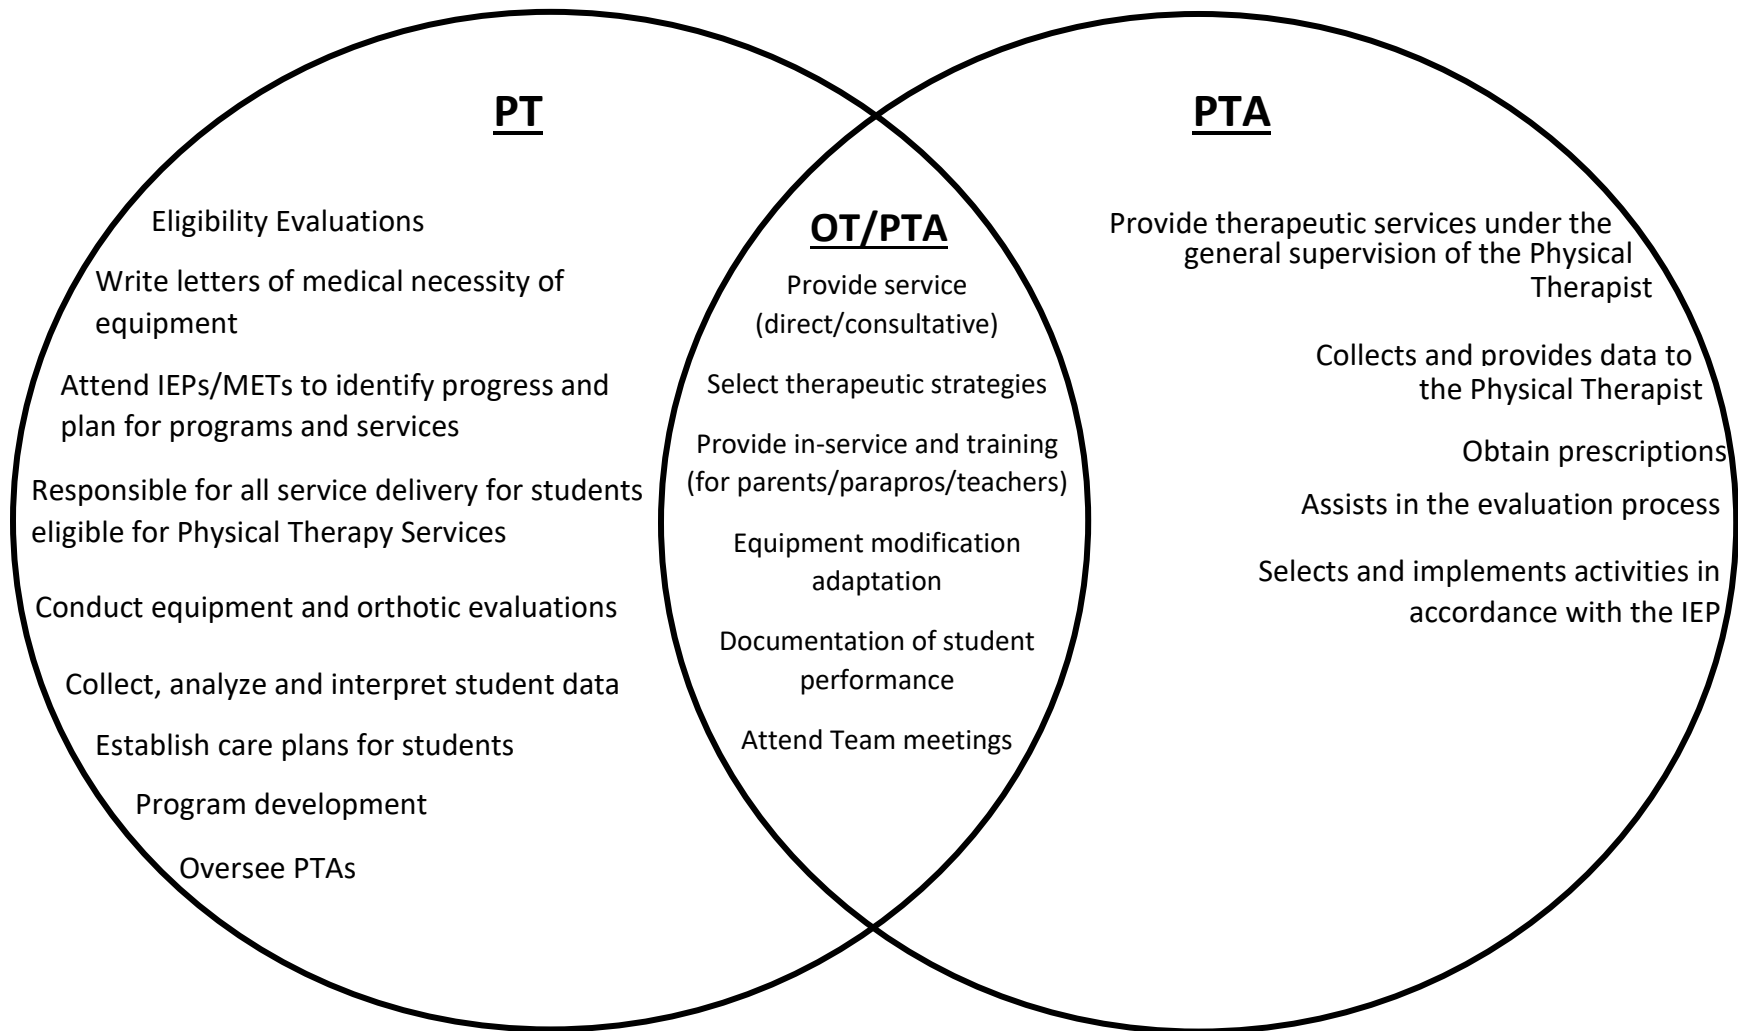 PT
Eligibility Evaluations
Write letters of medical necessity of
equipment
Attend IEPs/METs to identify progress and
plan for programs and services
Responsible for all service delivery for students
eligible for Physical Therapy Services
Conduct equipment and orthotic evaluations
Collect, analyze and interpret student data
Establish care plans for students
Program development
Oversee PTAs
OT/PTA
Provide service
(direct/consultative)
Select therapeutic strategies
Provide in-service and training
(for parents/parapros/teachers)
Equipment modification
adaptation
Documentation of student
performance
Attend Team meetings
PTA
Provide therapeutic services under the
general supervision of the Physical
Therapist
Collects and provides data to
the Physical Therapist
Obtain prescriptions
Assists in the evaluation process
Selects and implements activities in
accordance with the IEP